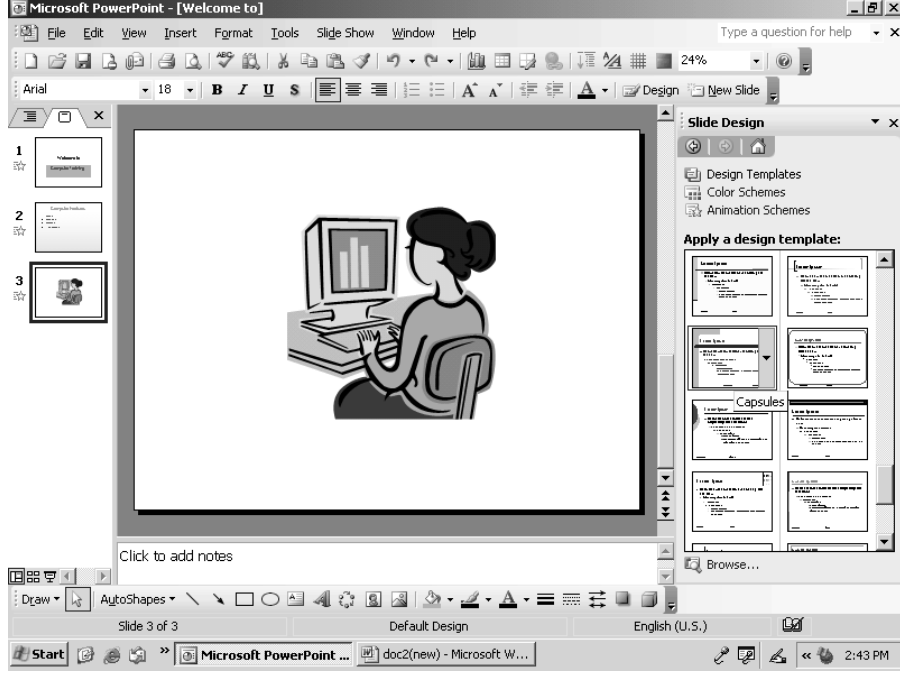 Microsoft PowerPoint - [Welcome to]
File Edit View Insert Format Tools Slide Show Window Help Type a question for help
24%
Arial 18 B I U S A A A Design New Slide
Slide Design
1
Welcome to
Computer Training
2
3
Design Templates
Color Schemes
Animation Schemes
Apply a design template:
Capsules
Click to add notes
Browse...
Draw AutoShapes A
Slide 3 of 3 Default Design English (U.S.)
Start Microsoft PowerPoint ... doc2(new) - Microsoft W... 2:43 PM